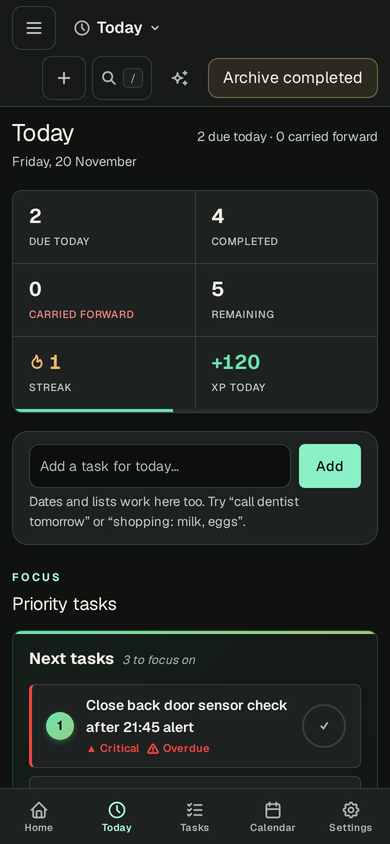 Today
/
Archive completed
Today
2 due today · 0 carried forward
Friday, 20 November
2
DUE TODAY
4
COMPLETED
0
CARRIED FORWARD
5
REMAINING
1
STREAK
+120
XP TODAY
Add a task for today…
Add
Dates and lists work here too. Try “call dentist
tomorrow” or “shopping: milk, eggs”.
FOCUS
Priority tasks
Next tasks 3 to focus on
1
Close back door sensor check
after 21:45 alert
▲ Critical Overdue
Home
Today
Tasks
Calendar
Settings